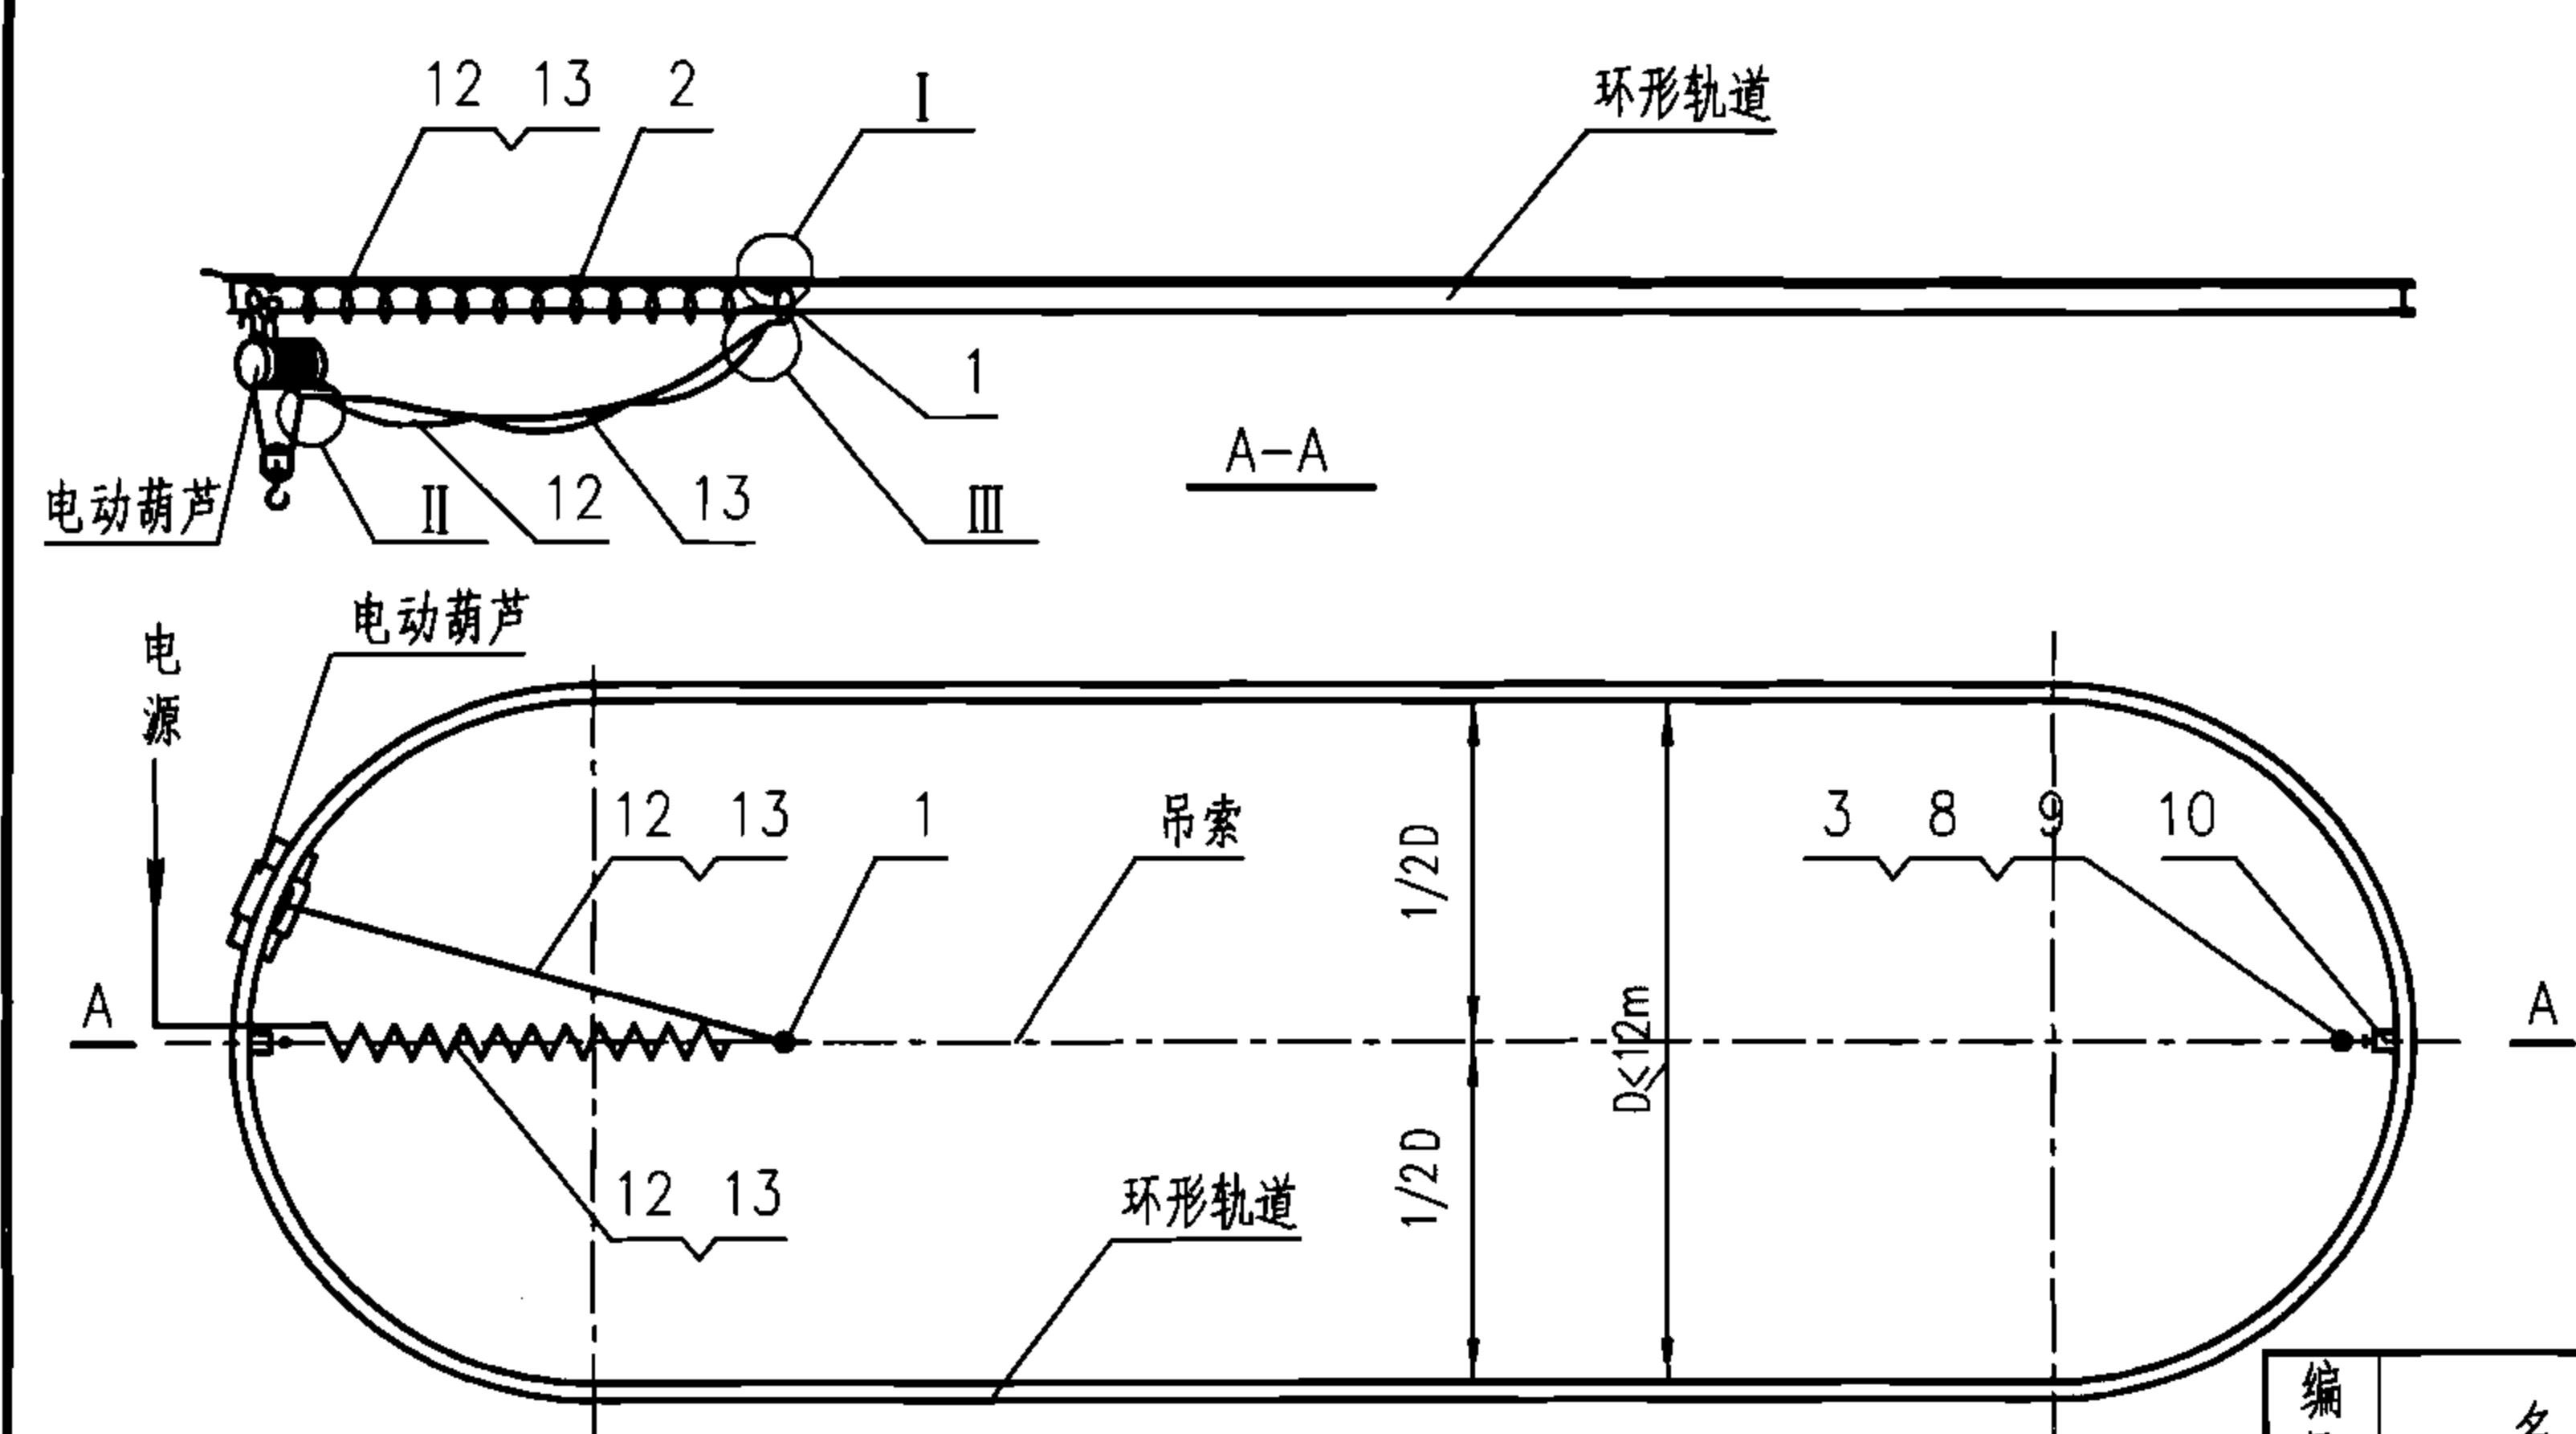 12 13 2 I 环形轨道
1
A-A
电动葫芦 II 12 13 III
电动葫芦
电源
12 13 1 吊索 1/2D 3 8 9 10
A D≤12m A
12 13 环形轨道 1/2D
编
名